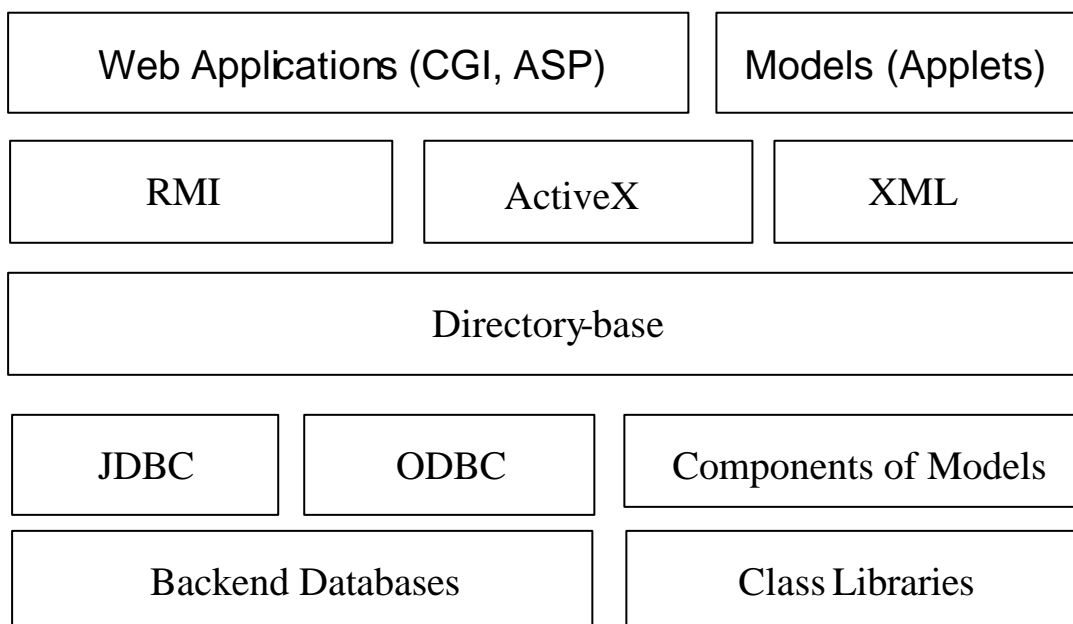 Web Applications (CGI, ASP)
Models (Applets)
RMI
ActiveX
XML
Directory-base
JDBC
ODBC
Components of Models
Backend Databases
Class Libraries